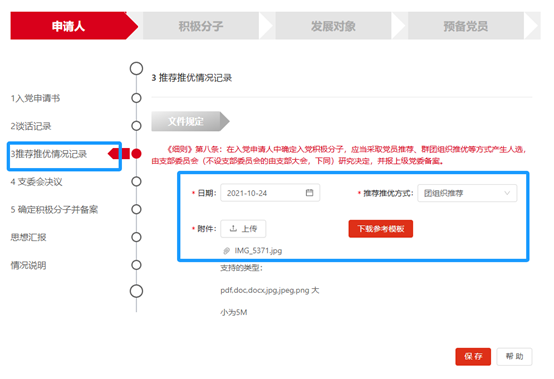 申请人 积极分子 发展对象 预备党员
3 推荐推优情况记录
1入党申请书
2谈话记录
3推荐推优情况记录
4 支委会决议
5 确定积极分子并备案
思想汇报
情况说明
文件规定
《细则》第八条：在入党申请人中确定入党积极分子，应当采取党员推荐、群团组织推优等方式产生人选，
由支部委员会（不设支部委员会的由支部大会，下同）研究决定，并报上级党委备案。
* 日期: 2021-10-24 * 推荐推优方式: 团组织推荐
* 附件: 上传 下载参考模板
IMG_5371.jpg
支持的类型：
pdf,doc,docx,jpg,jpeg,png 大
小为5M
保 存 帮 助